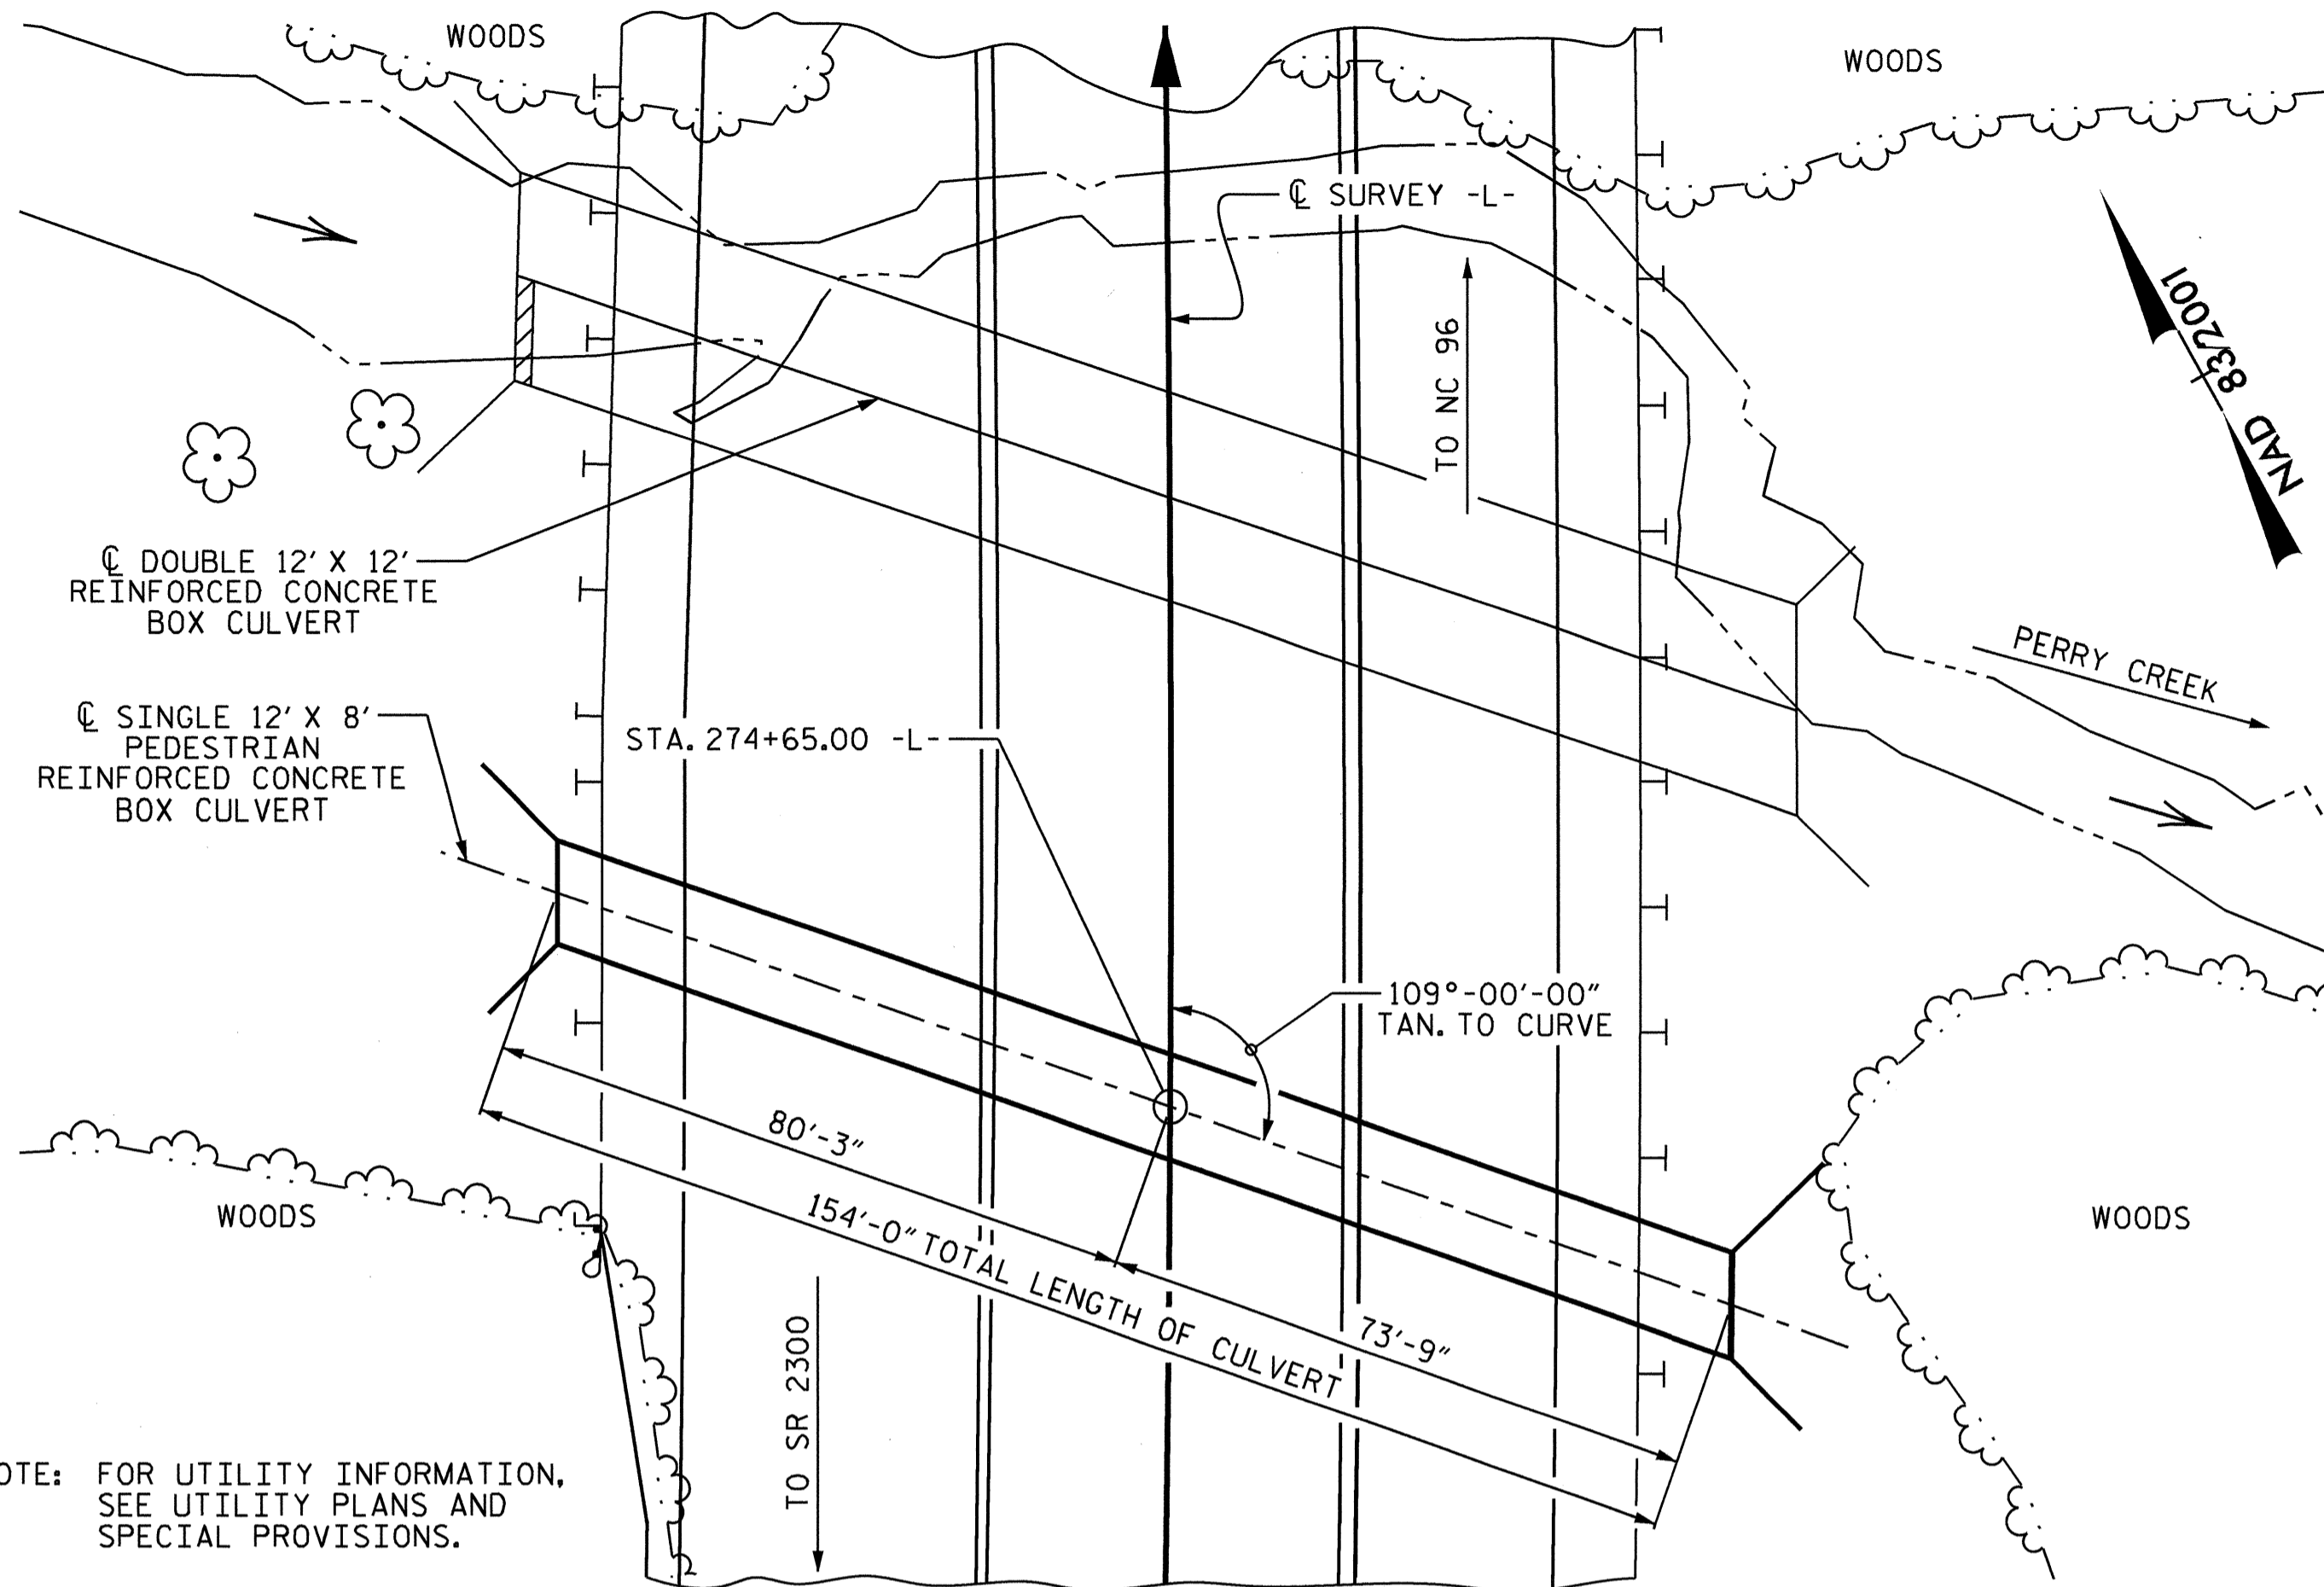 WOODS
WOODS
℄ SURVEY -L-
TO NC 96
NAD 83/2001
℄ DOUBLE 12' X 12'
REINFORCED CONCRETE
BOX CULVERT
PERRY CREEK
℄ SINGLE 12' X 8'
PEDESTRIAN
REINFORCED CONCRETE
BOX CULVERT
STA. 274+65.00 -L-
109°-00'-00"
TAN. TO CURVE
80'-3"
154'-0" TOTAL LENGTH OF CULVERT
73'-9"
WOODS
WOODS
TO SR 2300
OTE: FOR UTILITY INFORMATION,
SEE UTILITY PLANS AND
SPECIAL PROVISIONS.